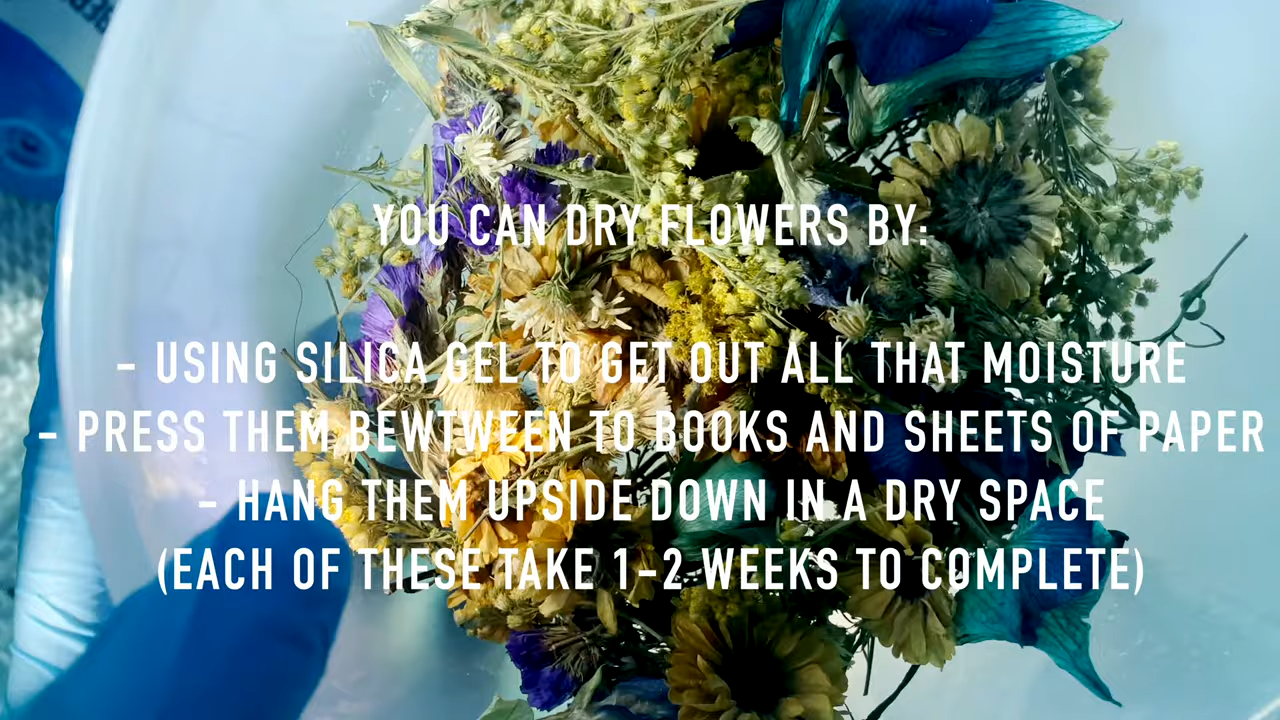 YOU CAN DRY FLOWERS BY:
- USING SILICA GEL TO GET OUT ALL THAT MOISTURE
- PRESS THEM BEWTWEEN TO BOOKS AND SHEETS OF PAPER
- HANG THEM UPSIDE DOWN IN A DRY SPACE
(EACH OF THESE TAKE 1-2 WEEKS TO COMPLETE)